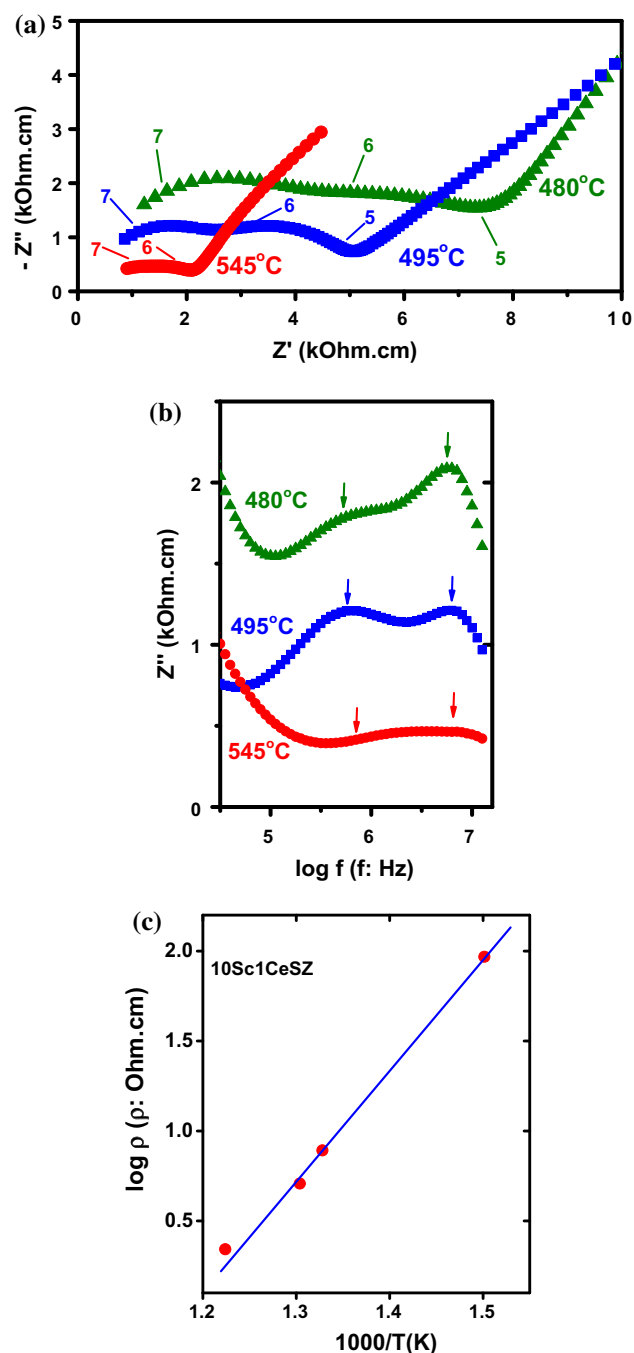 (a)
5
4
3
2
1
0
- Z'' (kOhm.cm)
7
6
480°C
5
7
6
5
495°C
7
6
545°C
0
2
4
6
8
10
Z' (kOhm.cm)
(b)
2
1
0
Z'' (kOhm.cm)
480°C
495°C
545°C
5
6
7
log f (f: Hz)
(c)
2.0
1.5
1.0
0.5
log ρ (ρ: Ohm.cm)
10Sc1CeSZ
1.2
1.3
1.4
1.5
1000/T(K)